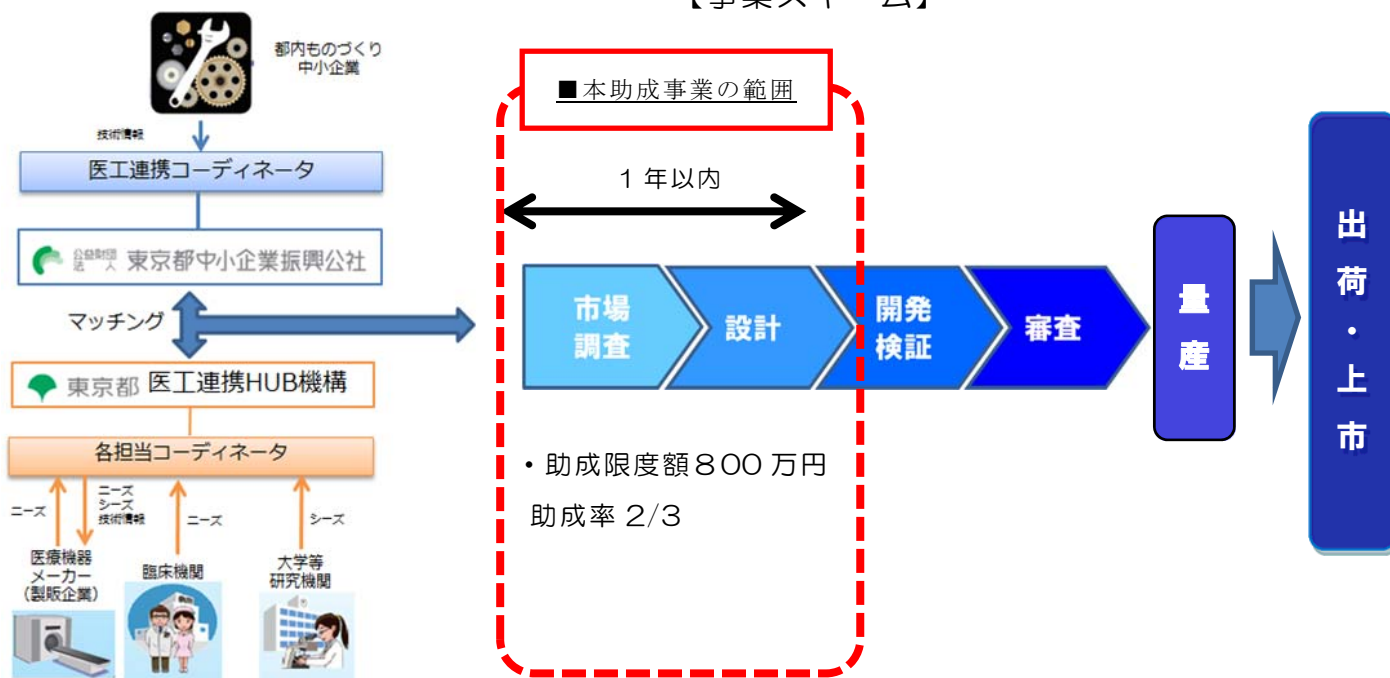 【事業スキーム】
都内ものづくり
中小企業
技術情報
医工連携コーディネータ
公益財団法人 東京都中小企業振興公社
マッチング
東京都 医工連携HUB機構
各担当コーディネータ
ニーズ
ニーズ
シーズ
技術情報
ニーズ
シーズ
医療機器
メーカー
(製販企業)
臨床機関
大学等
研究機関
■本助成事業の範囲
1 年以内
市場
調査
設計
開発
検証
審査
・助成限度額800 万円
助成率 2/3
量産
出荷・上市